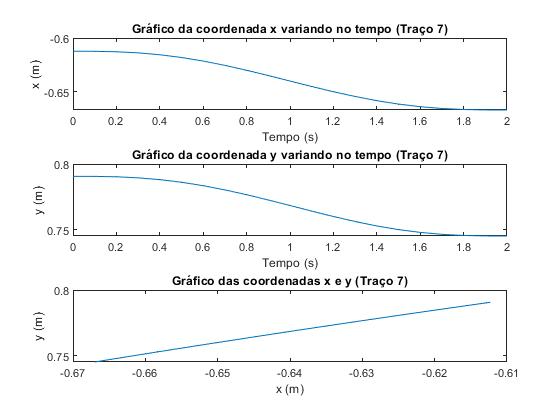 Gráfico da coordenada x variando no tempo (Traço 7)
-0.6
-0.65
x (m)
0 0.2 0.4 0.6 0.8 1 1.2 1.4 1.6 1.8 2
Tempo (s)
Gráfico da coordenada y variando no tempo (Traço 7)
0.8
0.75
y (m)
0 0.2 0.4 0.6 0.8 1 1.2 1.4 1.6 1.8 2
Tempo (s)
Gráfico das coordenadas x e y (Traço 7)
0.8
0.75
y (m)
-0.67 -0.66 -0.65 -0.64 -0.63 -0.62 -0.61
x (m)